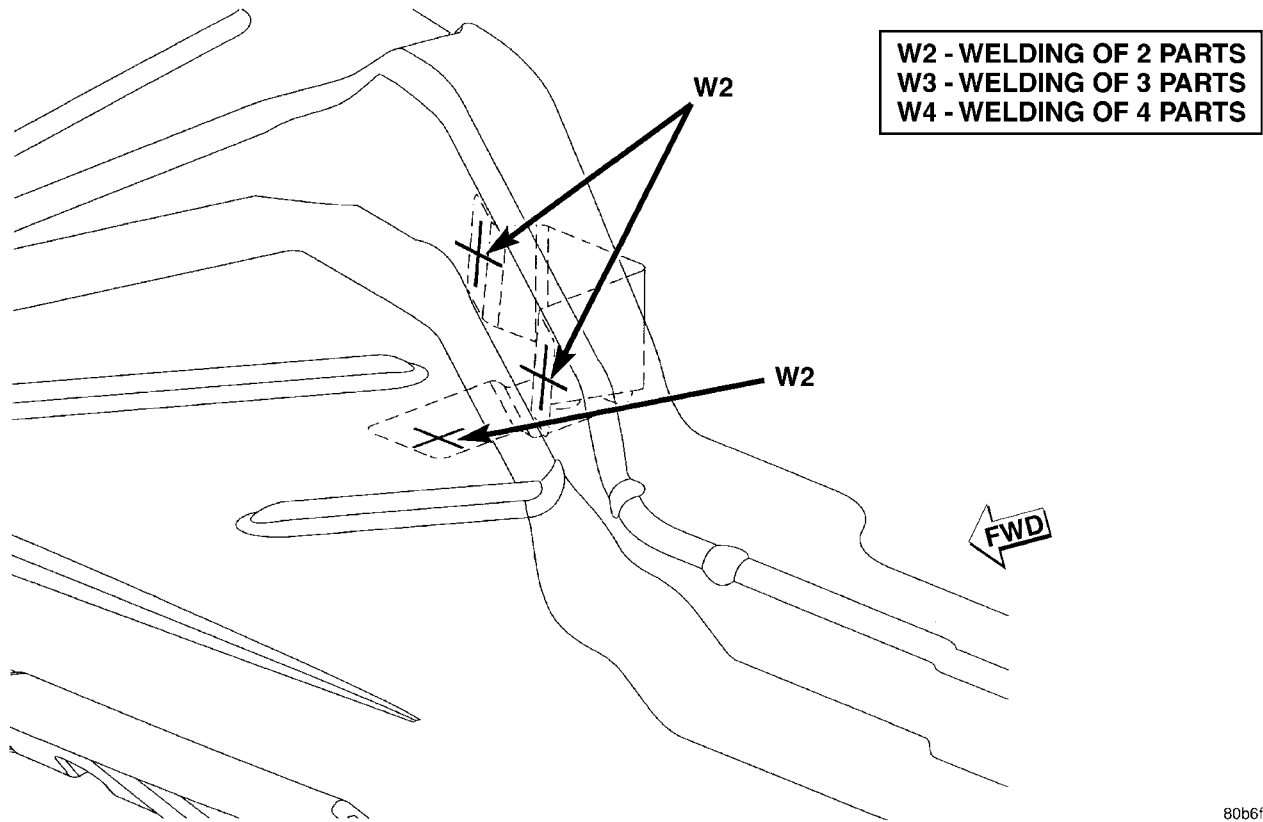 W2 - WELDING OF 2 PARTS
W3 - WELDING OF 3 PARTS
W4 - WELDING OF 4 PARTS
W2
W2
FWD
80b6f